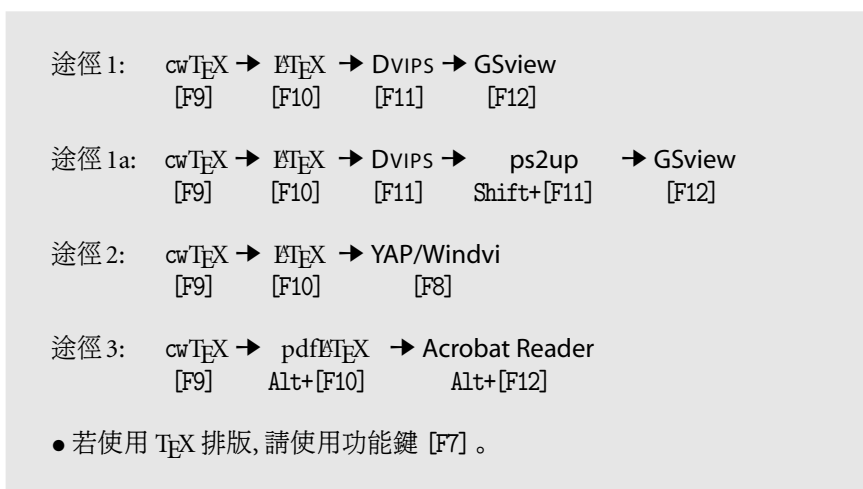 途徑 1: cwTEX → LATEX → DVIPS → GSview
[F9] [F10] [F11] [F12]
途徑 1a: cwTEX → LATEX → DVIPS → ps2up → GSview
[F9] [F10] [F11] Shift+[F11] [F12]
途徑 2: cwTEX → LATEX → YAP/Windvi
[F9] [F10] [F8]
途徑 3: cwTEX → pdfLATEX → Acrobat Reader
[F9] Alt+[F10] Alt+[F12]
● 若使用 TEX 排版, 請使用功能鍵 [F7] 。